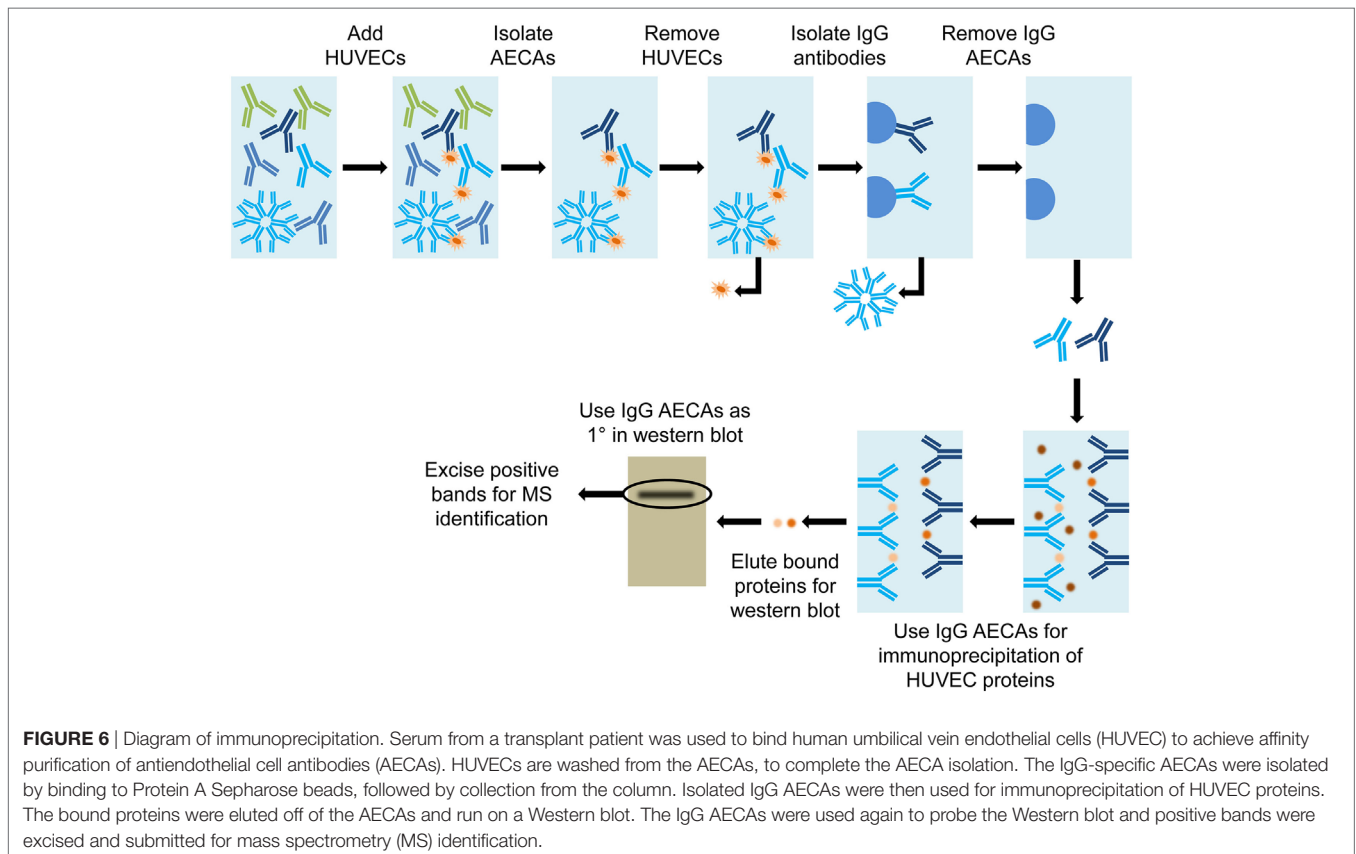 Add
HUVECs
Isolate
AECAs
Remove
HUVECs
Isolate IgG
antibodies
Remove IgG
AECAs
Use IgG AECAs as
1° in western blot
Excise positive
bands for MS
identification
Elute bound
proteins for
western blot
Use IgG AECAs for
immunoprecipitation of
HUVEC proteins
FIGURE 6 | Diagram of immunoprecipitation. Serum from a transplant patient was used to bind human umbilical vein endothelial cells (HUVEC) to achieve affinity
purification of antiendothelial cell antibodies (AECAs). HUVECs are washed from the AECAs, to complete the AECA isolation. The IgG-specific AECAs were isolated
by binding to Protein A Sepharose beads, followed by collection from the column. Isolated IgG AECAs were then used for immunoprecipitation of HUVEC proteins.
The bound proteins were eluted off of the AECAs and run on a Western blot. The IgG AECAs were used again to probe the Western blot and positive bands were
excised and submitted for mass spectrometry (MS) identification.